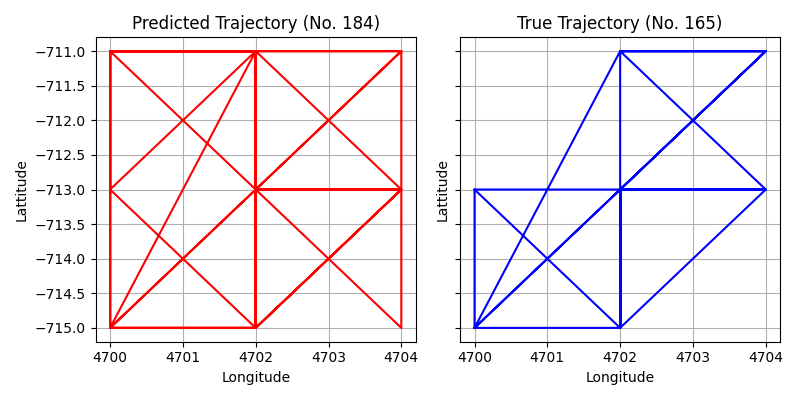 Predicted Trajectory (No. 184)
True Trajectory (No. 165)
−711.0
−711.5
−712.0
−712.5
−713.0
−713.5
−714.0
−714.5
−715.0
Lattitude
Lattitude
4700 4701 4702 4703 4704
4700 4701 4702 4703 4704
Longitude
Longitude